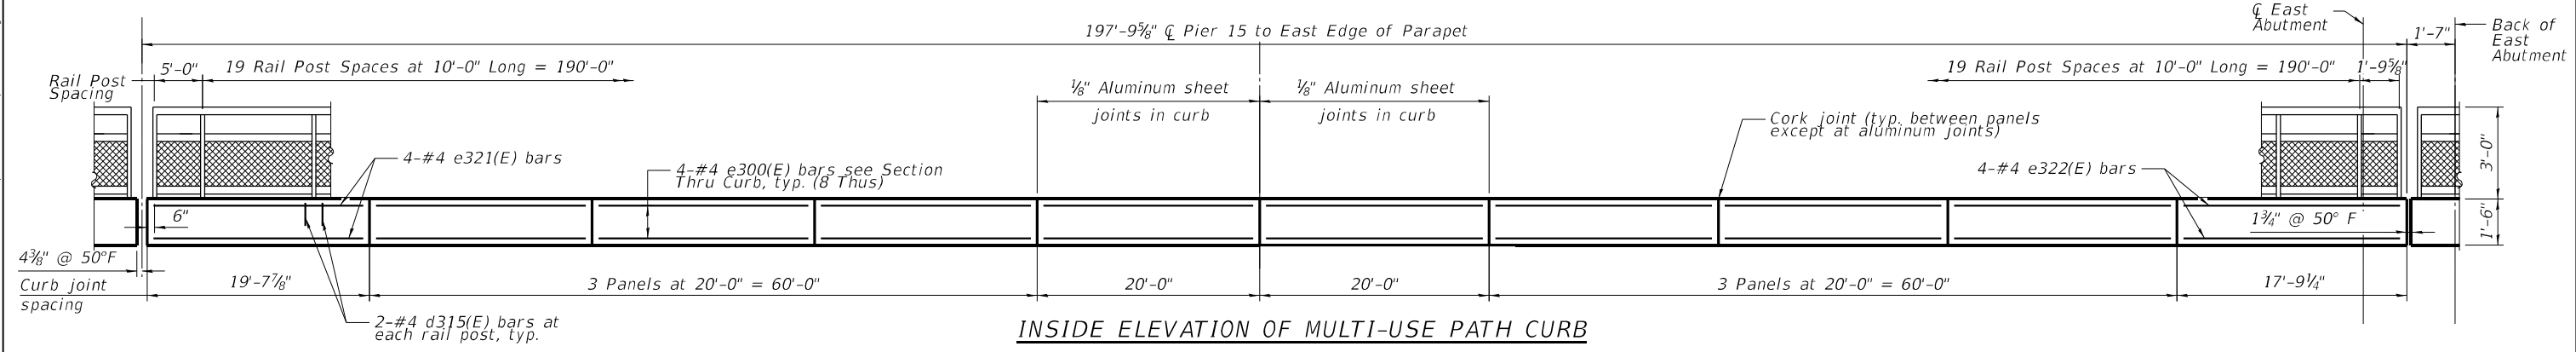 197'-9⅝" ℄ Pier 15 to East Edge of Parapet
℄ East
Abutment
1'-7"
Back of
East
Abutment
Rail Post
Spacing
5'-0"
19 Rail Post Spaces at 10'-0" Long = 190'-0"
19 Rail Post Spaces at 10'-0" Long = 190'-0"
1'-9⅝"
⅛" Aluminum sheet
joints in curb
⅛" Aluminum sheet
joints in curb
Cork joint (typ. between panels
except at aluminum joints)
4-#4 e321(E) bars
4-#4 e300(E) bars see Section
Thru Curb, typ. (8 Thus)
4-#4 e322(E) bars
3'-0"
6"
1¾" @ 50° F
1'-6"
4⅜" @ 50°F
Curb joint
spacing
19'-7⅞"
3 Panels at 20'-0" = 60'-0"
20'-0"
20'-0"
3 Panels at 20'-0" = 60'-0"
17'-9¼"
2-#4 d315(E) bars at
each rail post, typ.
INSIDE ELEVATION OF MULTI-USE PATH CURB